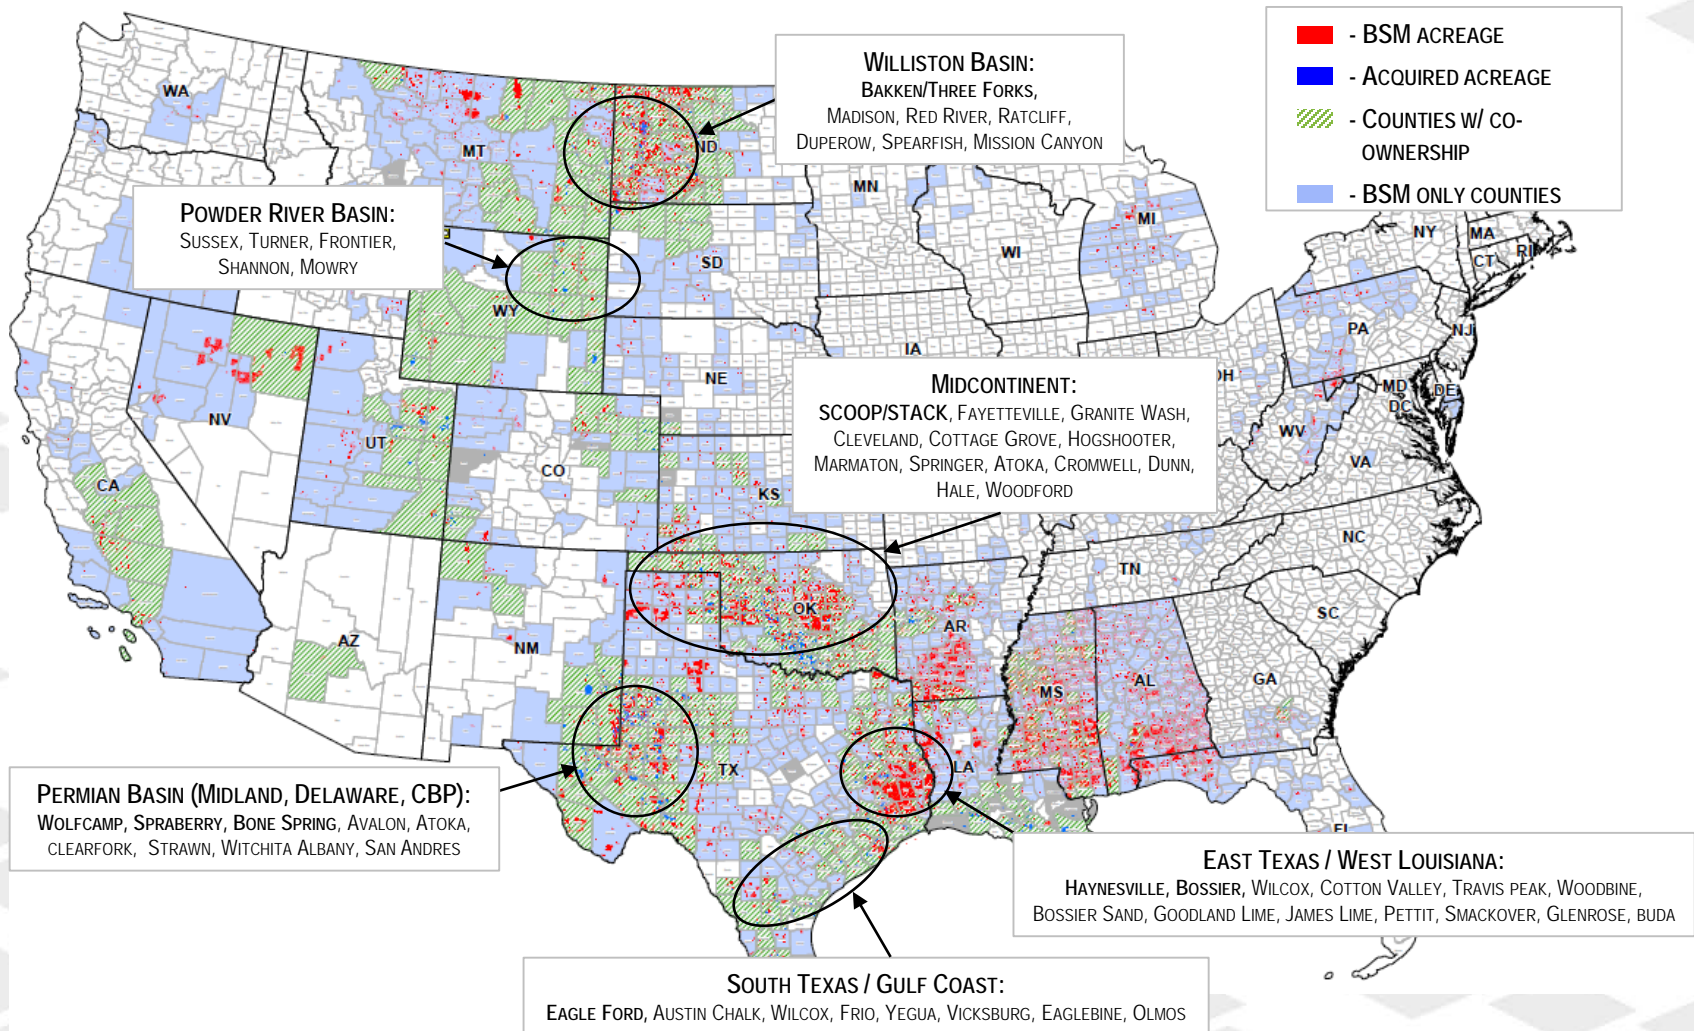 - BSM ACREAGE
- ACQUIRED ACREAGE
- COUNTIES W/ CO-
OWNERSHIP
- BSM ONLY COUNTIES
WILLISTON BASIN:
BAKKEN/THREE FORKS,
MADISON, RED RIVER, RATCLIFF,
DUPEROW, SPEARFISH, MISSION CANYON
POWDER RIVER BASIN:
SUSSEX, TURNER, FRONTIER,
SHANNON, MOWRY
MIDCONTINENT:
SCOOP/STACK, FAYETTEVILLE, GRANITE WASH,
CLEVELAND, COTTAGE GROVE, HOGSHOOTER,
MARMATON, SPRINGER, ATOKA, CROMWELL, DUNN,
HALE, WOODFORD
PERMIAN BASIN (MIDLAND, DELAWARE, CBP):
WOLFCAMP, SPRABERRY, BONE SPRING, AVALON, ATOKA,
CLEARFORK, STRAWN, WITCHITA ALBANY, SAN ANDRES
EAST TEXAS / WEST LOUISIANA:
HAYNESVILLE, BOSSIER, WILCOX, COTTON VALLEY, TRAVIS PEAK, WOODBINE,
BOSSIER SAND, GOODLAND LIME, JAMES LIME, PETTIT, SMACKOVER, GLENROSE, BUDA
SOUTH TEXAS / GULF COAST:
EAGLE FORD, AUSTIN CHALK, WILCOX, FRIO, YEGUA, VICKSBURG, EAGLEBINE, OLMOS
WA
MT
ND
MN
WI
MI
NY
MA
CT
RI
SD
WY
IA
NE
PA
NJ
OH
MD
DE
DC
WV
VA
NV
UT
CO
KS
CA
NC
TN
OK
AR
SC
AZ
NM
MS
AL
GA
TX
LA
FL